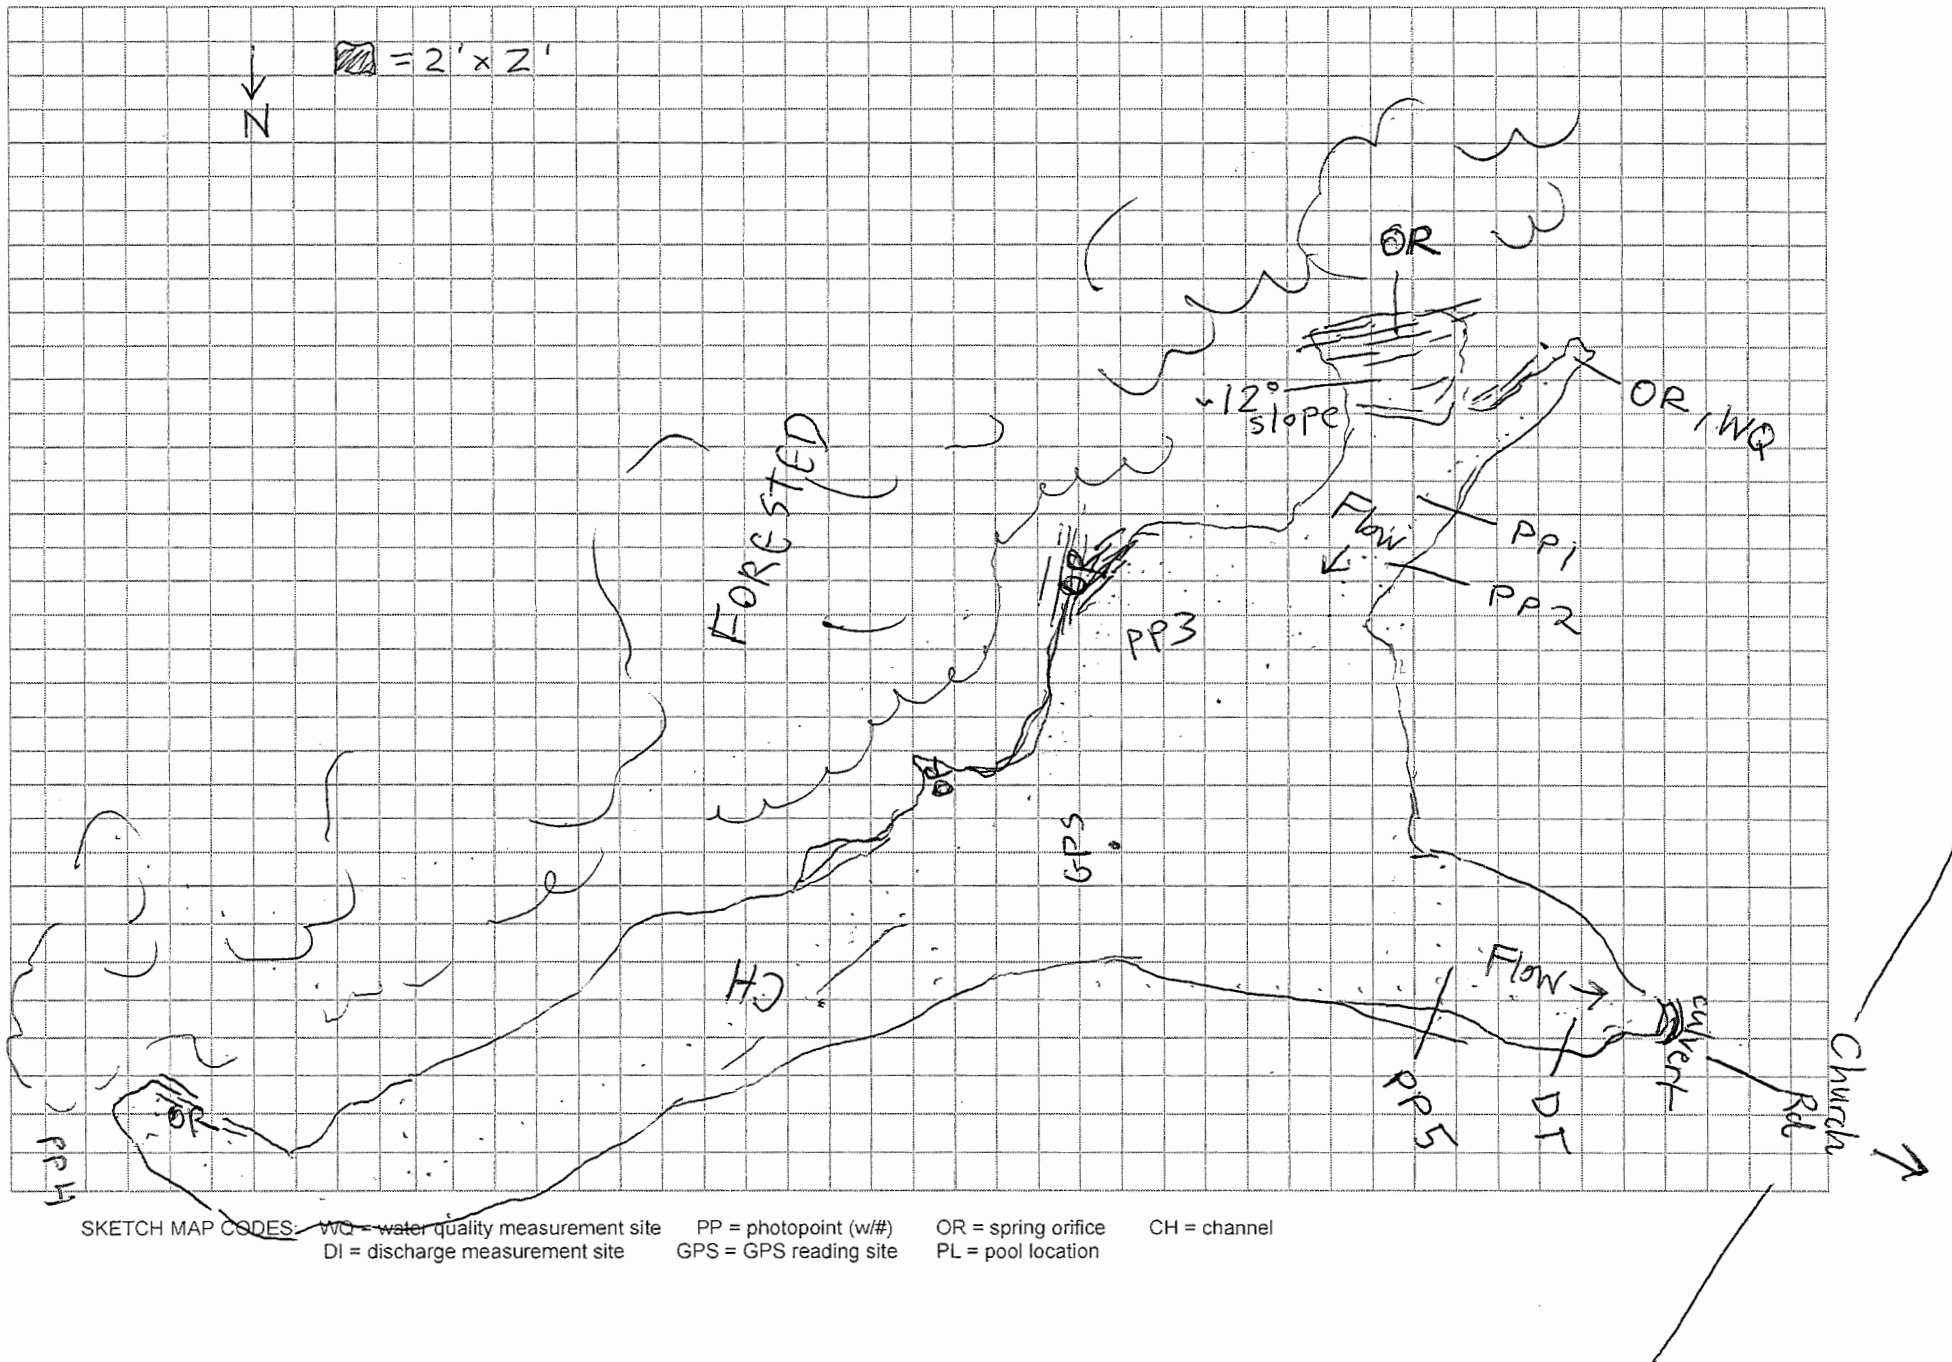 = 2' x 2'
N
OR
~12°
slope
OR, WQ
FORESTED
Flow
PP1
OR
PP2
PP3
OR
GPS
CH
Flow
culvert
Church
Rd
OR
PP5
DI
PP4
SKETCH MAP CODES: WQ = water quality measurement site PP = photopoint (w/#) OR = spring orifice CH = channel
DI = discharge measurement site GPS = GPS reading site PL = pool location